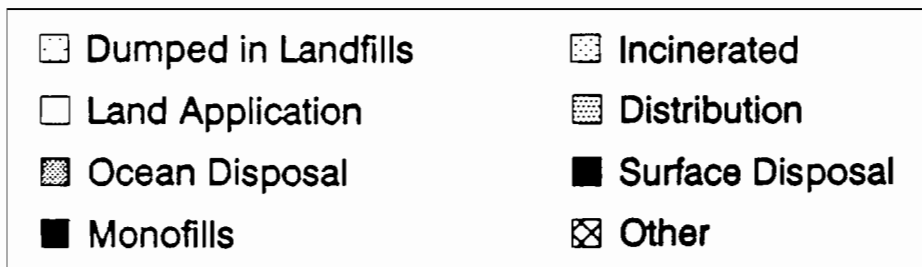 Dumped in Landfills
Incinerated
Land Application
Distribution
Ocean Disposal
Surface Disposal
Monofills
Other